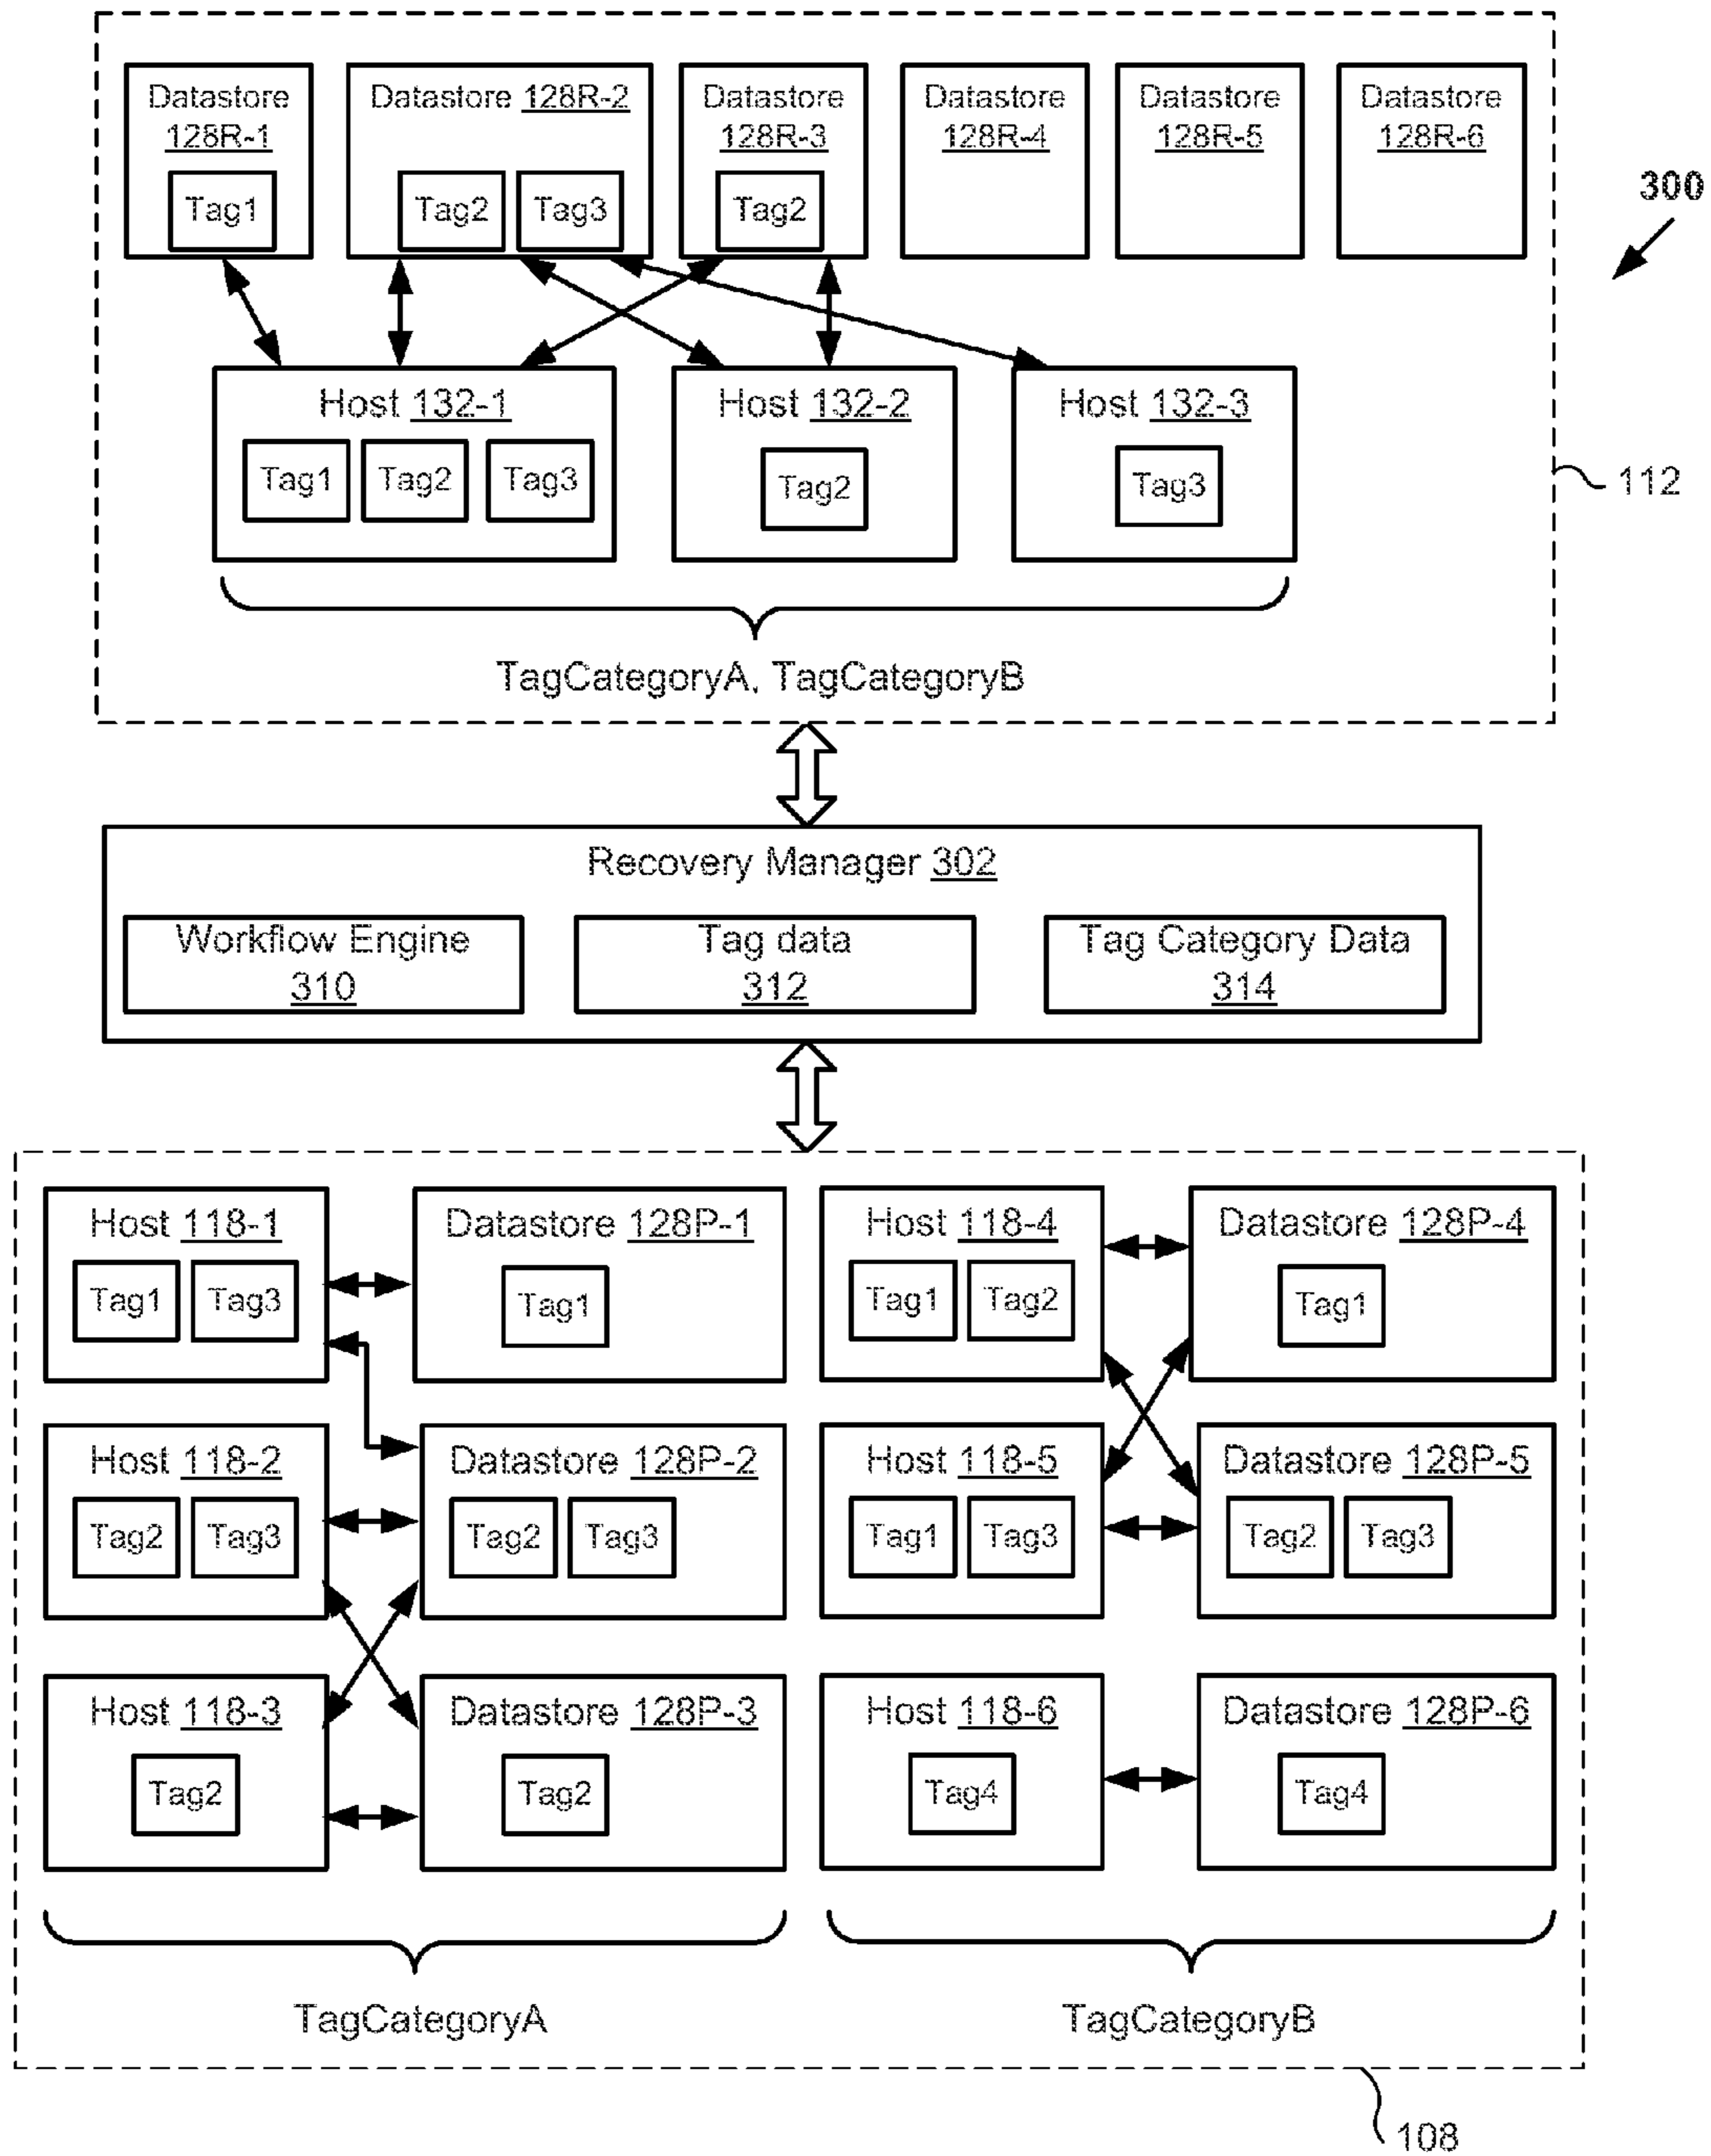 Datastore 128R-1
Tag1
Datastore 128R-2
Tag2 Tag3
Datastore 128R-3
Tag2
Datastore 128R-4
Datastore 128R-5
Datastore 128R-6
300
Host 132-1
Tag1 Tag2 Tag3
Host 132-2
Tag2
Host 132-3
Tag3
112
TagCategoryA, TagCategoryB
Recovery Manager 302
Workflow Engine
310
Tag data
312
Tag Category Data
314
Host 118-1
Tag1 Tag3
Datastore 128P-1
Tag1
Host 118-4
Tag1 Tag2
Datastore 128P-4
Tag1
Host 118-2
Tag2 Tag3
Datastore 128P-2
Tag2 Tag3
Host 118-5
Tag1 Tag3
Datastore 128P-5
Tag2 Tag3
Host 118-3
Tag2
Datastore 128P-3
Tag2
Host 118-6
Tag4
Datastore 128P-6
Tag4
TagCategoryA
TagCategoryB
108